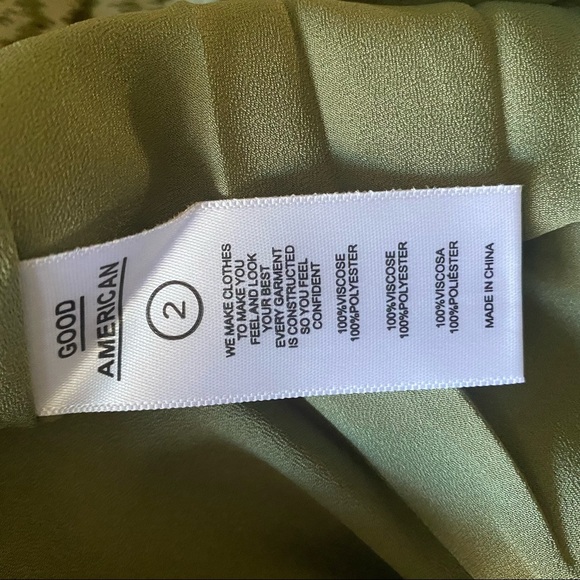 GOOD
AMERICAN
2
WE MAKE CLOTHES
TO MAKE YOU
FEEL AND LOOK
YOUR BEST
EVERY GARMENT
IS CONSTRUCTED
SO YOU FEEL
CONFIDENT
100%VISCOSE
100%POLYESTER
100%VISCOSE
100%POLYESTER
100%VISCOSA
100%POLIÉSTER
MADE IN CHINA